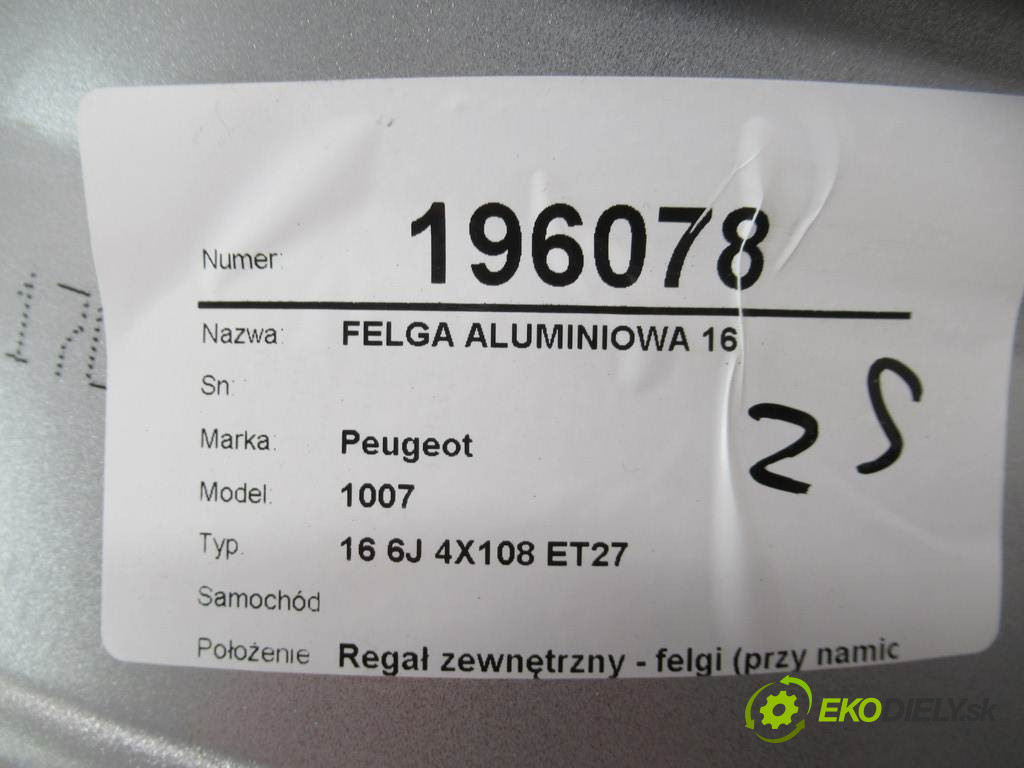 Numer: 196078
Nazwa: FELGA ALUMINIOWA 16
Sn:
Marka: Peugeot
Model: 1007
Typ. 16 6J 4X108 ET27
Samochód
Położenie Regał zewnętrzny - felgi (przy namic
EKODIELY.sk